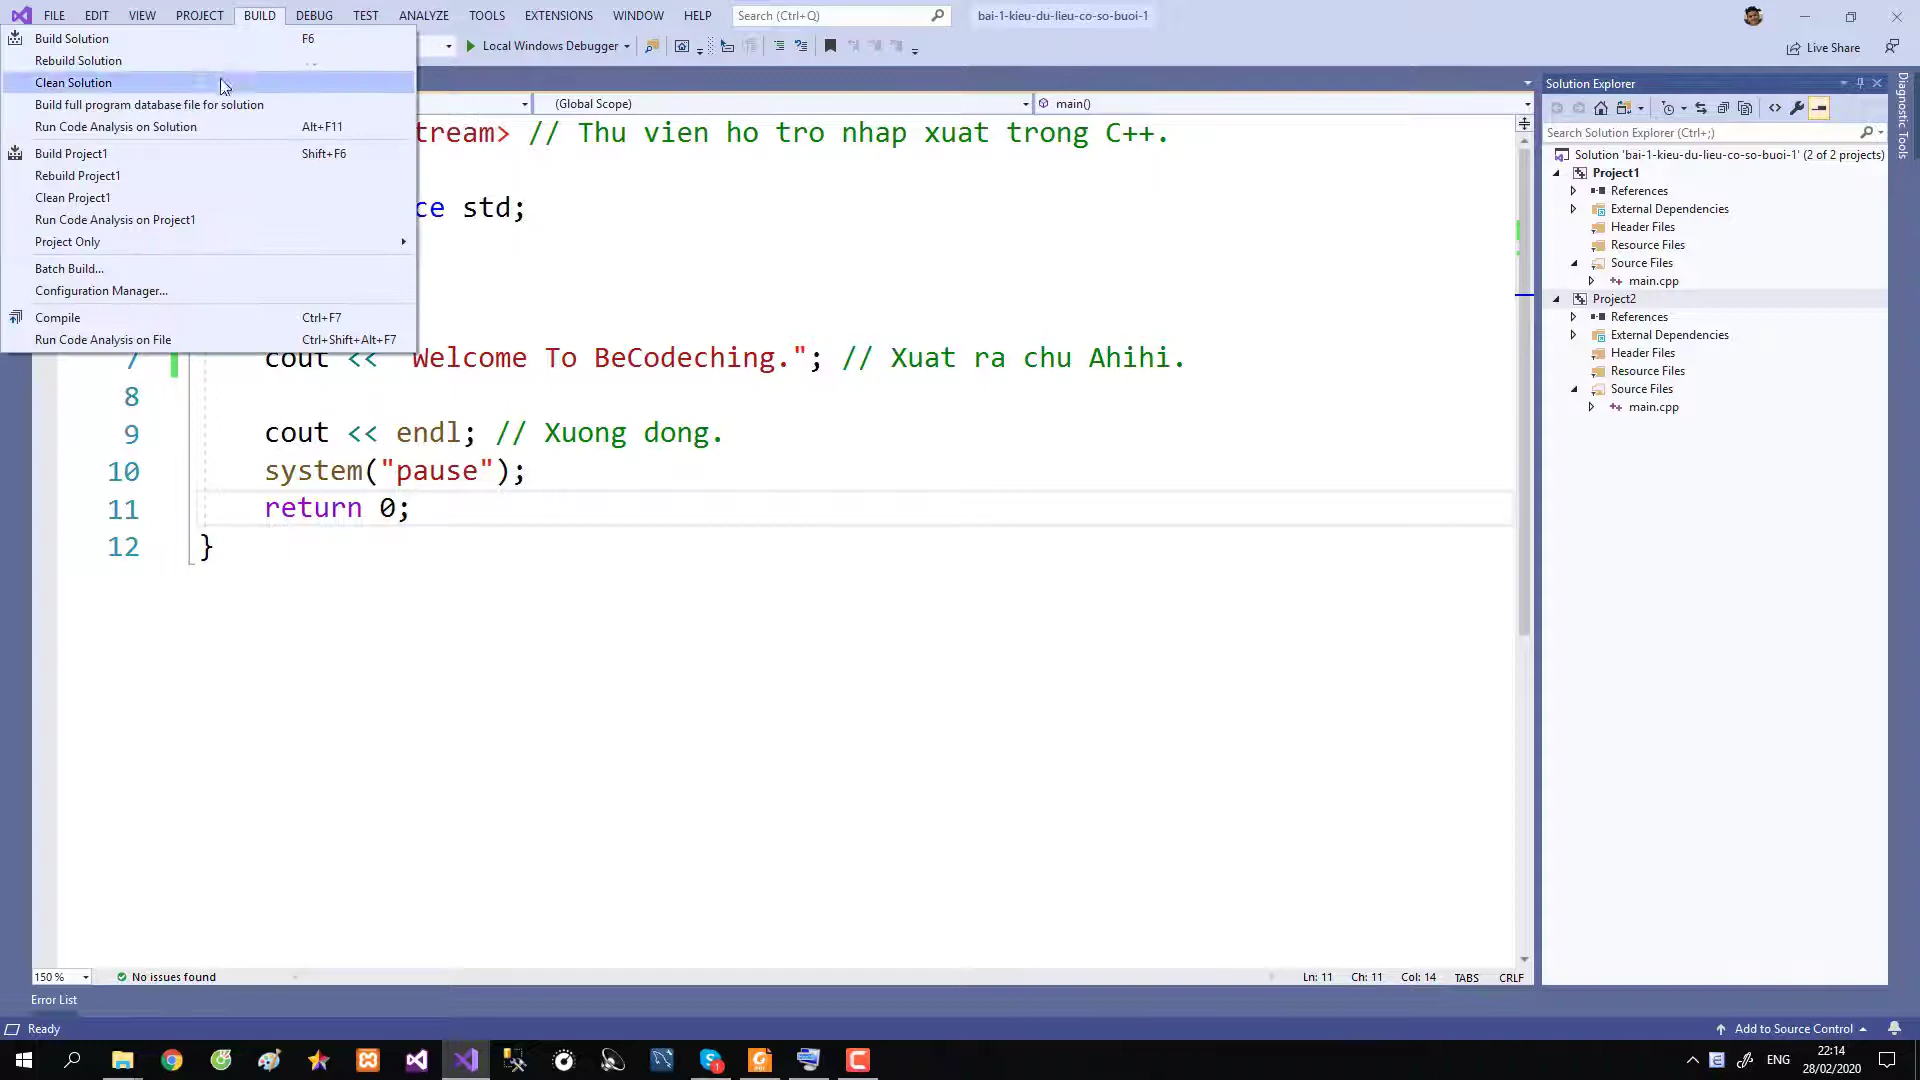 FILE EDIT VIEW PROJECT BUILD DEBUG TEST ANALYZE TOOLS EXTENSIONS WINDOW HELP Search (Ctrl+Q) bai-1-kieu-du-lieu-co-so-buoi-1
Build Solution F6
Rebuild Solution
Clean Solution
Build full program database file for solution
Run Code Analysis on Solution Alt+F11
Build Project1 Shift+F6
Rebuild Project1
Clean Project1
Run Code Analysis on Project1
Project Only
Batch Build...
Configuration Manager...
Compile Ctrl+F7
Run Code Analysis on File Ctrl+Shift+Alt+F7
Local Windows Debugger
Live Share
(Global Scope) main()
tream> // Thu vien ho tro nhap xuat trong C++.
ce std;
7 cout << "Welcome To BeCodeching."; // Xuat ra chu Ahihi.
8
9 cout << endl; // Xuong dong.
10 system("pause");
11 return 0;
12 }
Solution Explorer
Search Solution Explorer (Ctrl+;)
Solution 'bai-1-kieu-du-lieu-co-so-buoi-1' (2 of 2 projects)
Project1
References
External Dependencies
Header Files
Resource Files
Source Files
main.cpp
Project2
References
External Dependencies
Header Files
Resource Files
Source Files
main.cpp
Diagnostic Tools
150 % No issues found Ln: 11 Ch: 11 Col: 14 TABS CRLF
Error List
Ready Add to Source Control
ENG 22:14
28/02/2020